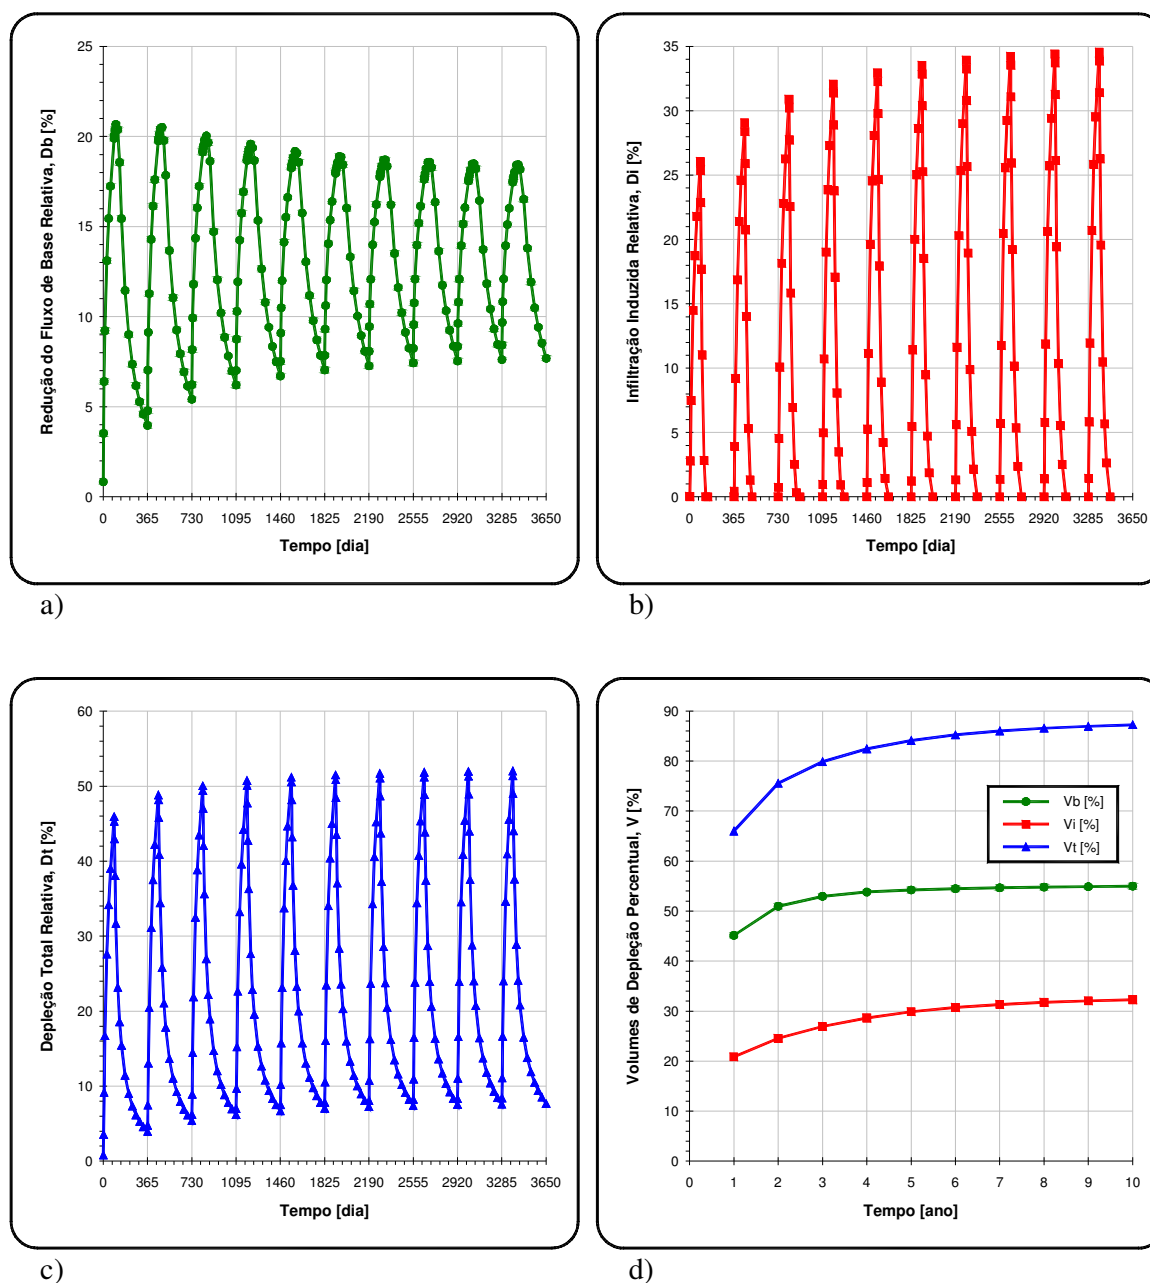 Redução do Fluxo de Base Relativa, Db [%]
25
20
15
10
5
0
0 365 730 1095 1460 1825 2190 2555 2920 3285 3650
Tempo [dia]
a)
Infiltração Induzida Relativa, Di [%]
35
30
25
20
15
10
5
0
0 365 730 1095 1460 1825 2190 2555 2920 3285 3650
Tempo [dia]
b)
Depleção Total Relativa, Dt [%]
60
50
40
30
20
10
0
0 365 730 1095 1460 1825 2190 2555 2920 3285 3650
Tempo [dia]
c)
Volumes de Depleção Percentual, V [%]
90
80
70
60
50
40
30
20
10
0
0 1 2 3 4 5 6 7 8 9 10
Tempo [ano]
Vb [%]
Vi [%]
Vt [%]
d)